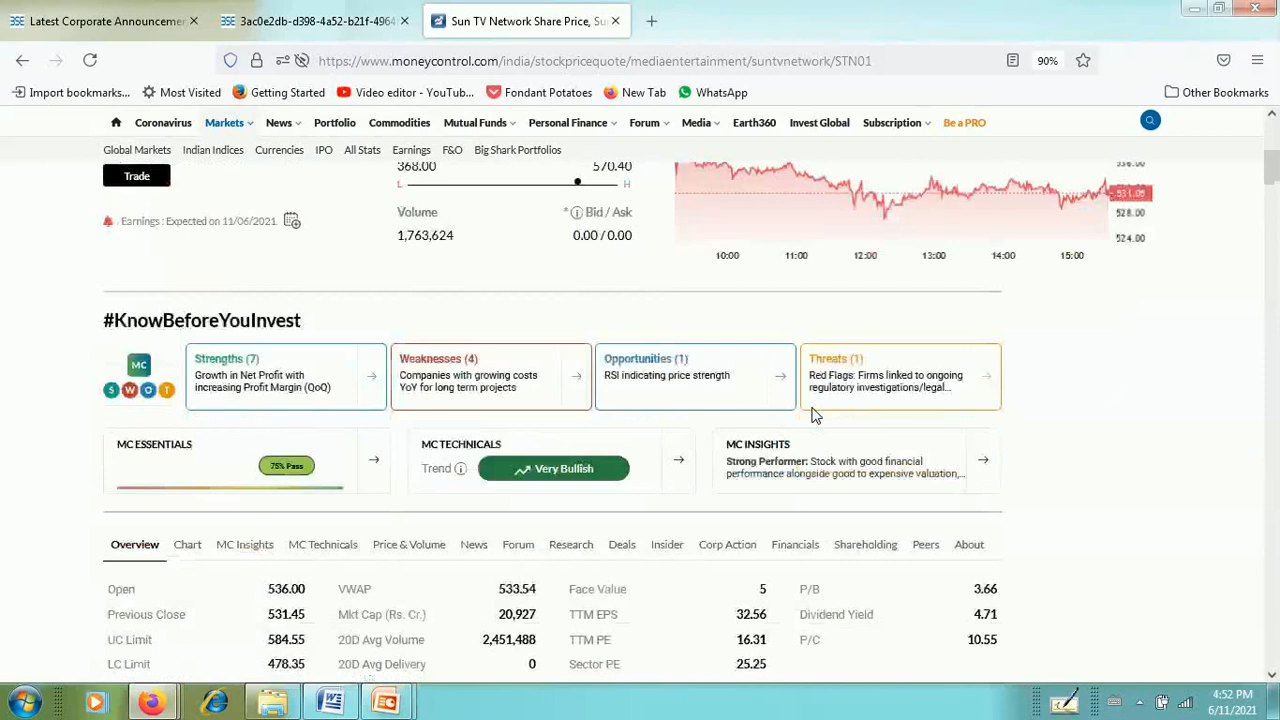 Latest Corporate Announcemen ×
3ac0e2db-d398-4a52-b21f-4964 ×
Sun TV Network Share Price, Su ×
https://www.moneycontrol.com/india/stockpricequote/mediaentertainment/suntvnetwork/STN01
90%
Import bookmarks... Most Visited Getting Started Video editor - YouTub... Fondant Potatoes New Tab WhatsApp Other Bookmarks
Coronavirus Markets News Portfolio Commodities Mutual Funds Personal Finance Forum Media Earth360 Invest Global Subscription Be a PRO
Global Markets Indian Indices Currencies IPO All Stats Earnings F&O Big Shark Portfolios
Trade
368.00 570.40
L H
Earnings : Expected on 11/06/2021.
Volume * Bid / Ask
1,763,624 0.00 / 0.00
536.00
531.05
528.00
524.00
10:00 11:00 12:00 13:00 14:00 15:00
#KnowBeforeYouInvest
MC
S W O T
Strengths (7)
Growth in Net Profit with
increasing Profit Margin (QoQ)
Weaknesses (4)
Companies with growing costs
YoY for long term projects
Opportunities (1)
RSI indicating price strength
Threats (1)
Red Flags: Firms linked to ongoing
regulatory investigations/legal...
MC ESSENTIALS
75% Pass
MC TECHNICALS
Trend Very Bullish
MC INSIGHTS
Strong Performer: Stock with good financial
performance alongside good to expensive valuation,...
Overview Chart MC Insights MC Technicals Price & Volume News Forum Research Deals Insider Corp Action Financials Shareholding Peers About
Open 536.00 VWAP 533.54 Face Value 5 P/B 3.66
Previous Close 531.45 Mkt Cap (Rs. Cr.) 20,927 TTM EPS 32.56 Dividend Yield 4.71
UC Limit 584.55 20D Avg Volume 2,451,488 TTM PE 16.31 P/C 10.55
LC Limit 478.35 20D Avg Delivery 0 Sector PE 25.25
4:52 PM
6/11/2021